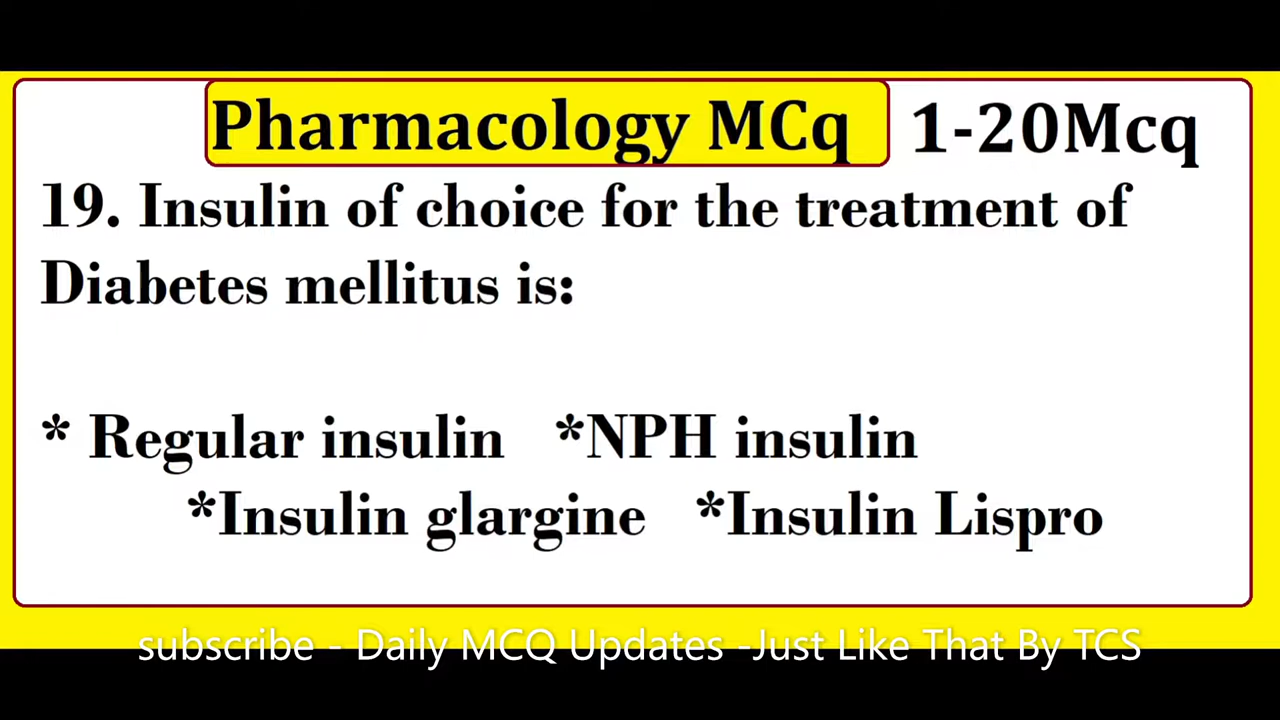 Pharmacology MCq 1-20Mcq
19. Insulin of choice for the treatment of
Diabetes mellitus is:
* Regular insulin *NPH insulin
*Insulin glargine *Insulin Lispro
subscribe - Daily MCQ Updates -Just Like That By TCS